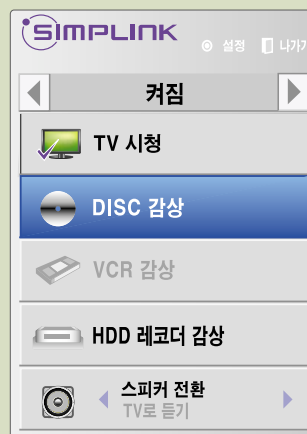 SIMPLINK
설정 나가기
켜짐
TV 시청
DISC 감상
VCR 감상
HDD 레코더 감상
스피커 전환
TV로 듣기